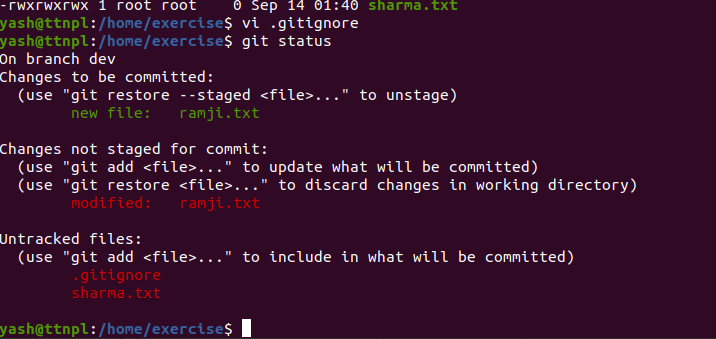 -rwxrwxrwx 1 root root    0 Sep 14 01:40 sharma.txt
yash@ttnpl:/home/exercise$ vi .gitignore
yash@ttnpl:/home/exercise$ git status
On branch dev
Changes to be committed:
  (use "git restore --staged <file>..." to unstage)
        new file:   ramji.txt

Changes not staged for commit:
  (use "git add <file>..." to update what will be committed)
  (use "git restore <file>..." to discard changes in working directory)
        modified:   ramji.txt

Untracked files:
  (use "git add <file>..." to include in what will be committed)
        .gitignore
        sharma.txt

yash@ttnpl:/home/exercise$